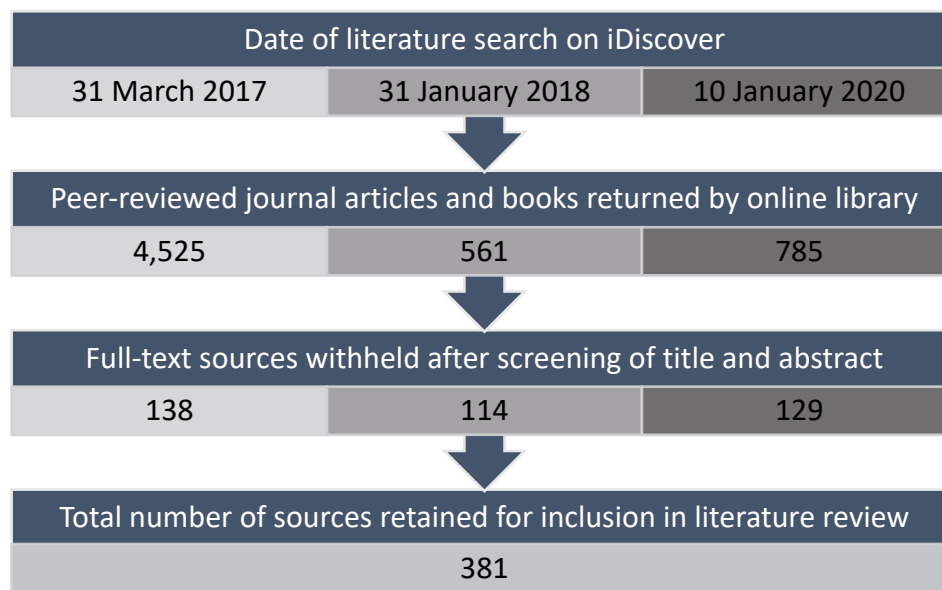 Date of literature search on iDiscover
31 March 2017 31 January 2018 10 January 2020
Peer-reviewed journal articles and books returned by online library
4,525 561 785
Full-text sources withheld after screening of title and abstract
138 114 129
Total number of sources retained for inclusion in literature review
381